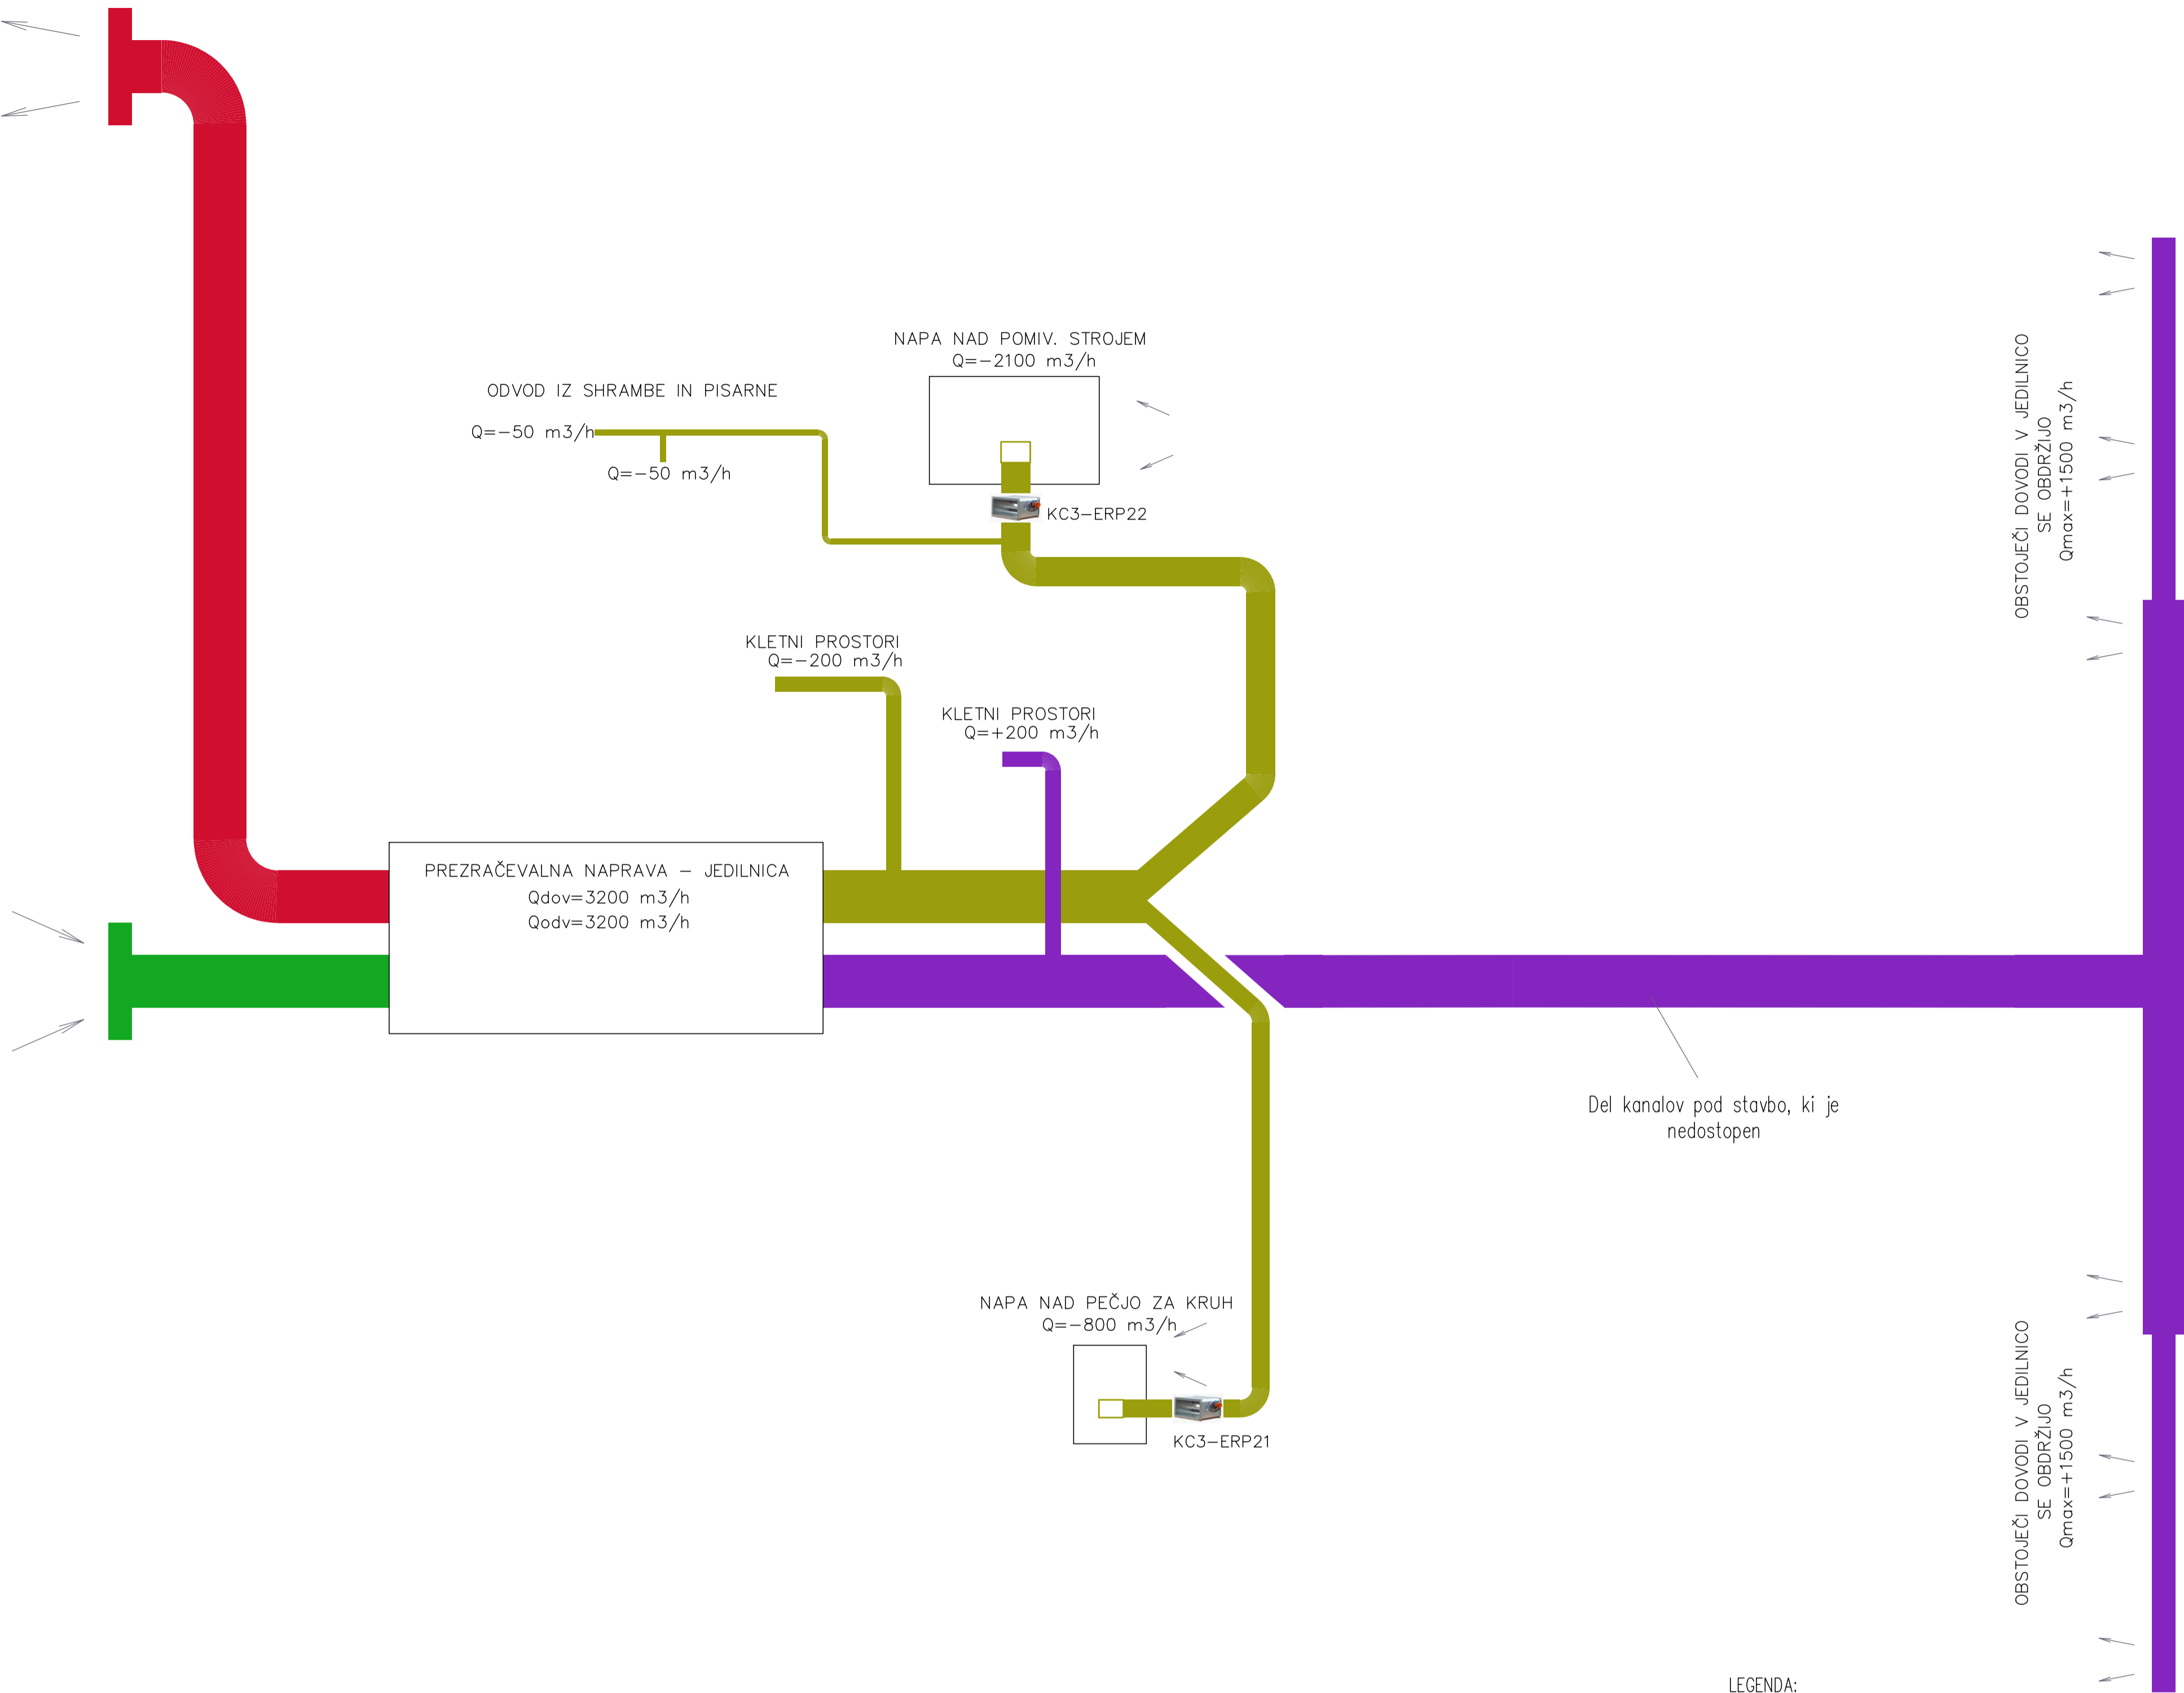 NAPA NAD POMIV. STROJEM
Q=-2100 m3/h
ODVOD IZ SHRAMBE IN PISARNE
Q=-50 m3/h
Q=-50 m3/h
KC3-ERP22
KLETNI PROSTORI
Q=-200 m3/h
KLETNI PROSTORI
Q=+200 m3/h
OBSTOJEČI DOVODI V JEDILNICO
SE OBDRŽIJO
Qmax=+1500 m3/h
PREZRAČEVALNA NAPRAVA - JEDILNICA
Qdov=3200 m3/h
Qodv=3200 m3/h
Del kanalov pod stavbo, ki je
nedostopen
NAPA NAD PEČJO ZA KRUH
Q=-800 m3/h
KC3-ERP21
OBSTOJEČI DOVODI V JEDILNICO
SE OBDRŽIJO
Qmax=+1500 m3/h
LEGENDA: